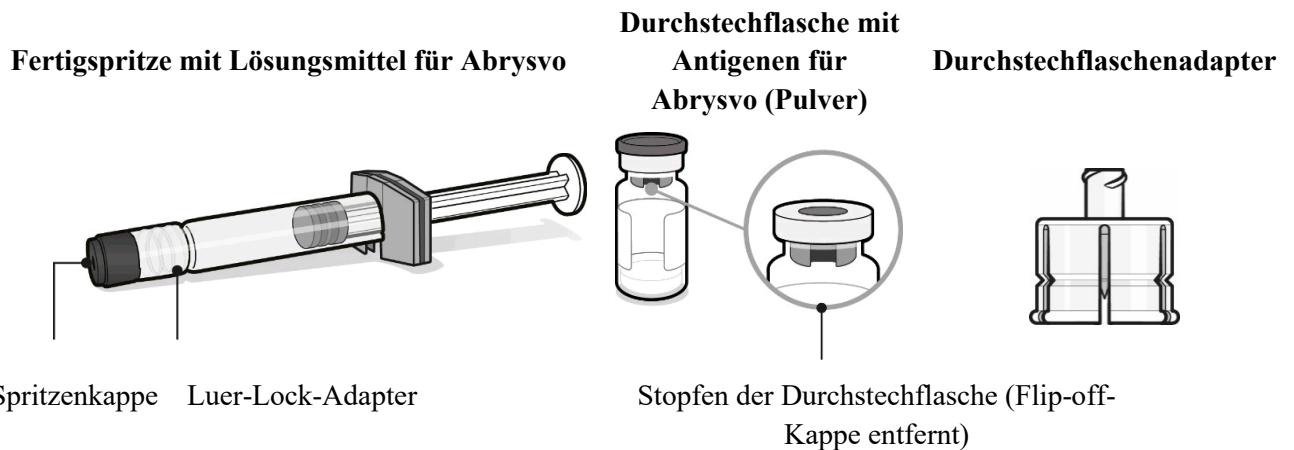 Fertigspritze mit Lösungsmittel für Abrysvo
Durchstechflasche mit
Antigenen für
Abrysvo (Pulver)
Durchstechflaschenadapter
Spritzenkappe
Luer-Lock-Adapter
Stopfen der Durchstechflasche (Flip-off-
Kappe entfernt)